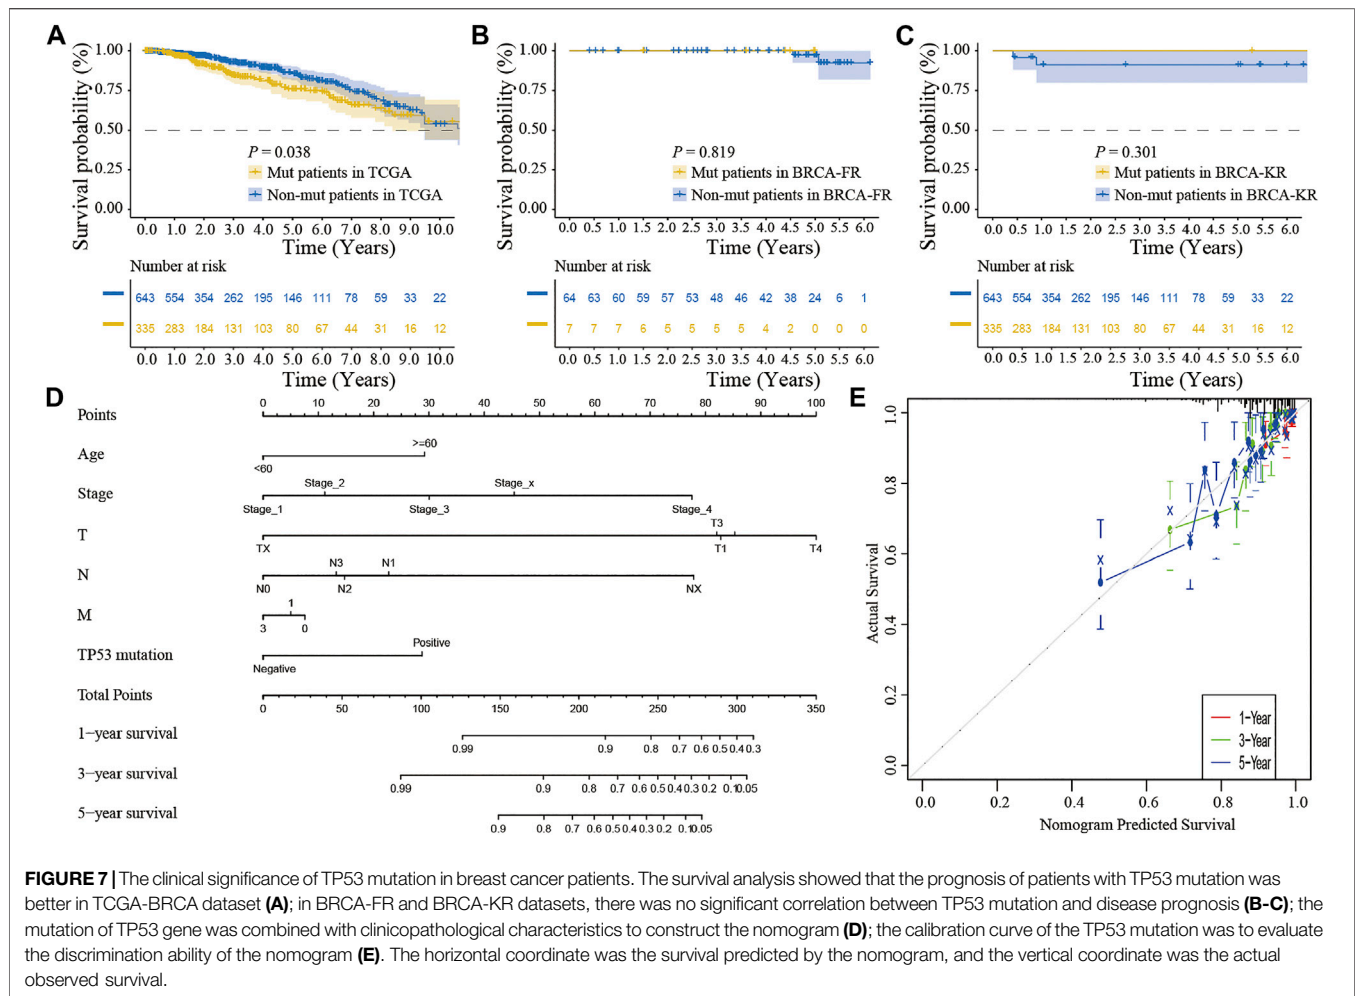 A
Survival probability (%)
1.00
0.75
0.50
0.25
0.00
P = 0.038
Mut patients in TCGA
Non-mut patients in TCGA
0.0 1.0 2.0 3.0 4.0 5.0 6.0 7.0 8.0 9.0 10.0
Time (Years)
Number at risk
643 554 354 262 195 146 111 78 59 33 22
335 283 184 131 103 80 67 44 31 16 12
0.0 1.0 2.0 3.0 4.0 5.0 6.0 7.0 8.0 9.0 10.0
Time (Years)
B
Survival probability (%)
1.00
0.75
0.50
0.25
0.00
P = 0.819
Mut patients in BRCA-FR
Non-mut patients in BRCA-FR
0.0 0.5 1.0 1.5 2.0 2.5 3.0 3.5 4.0 4.5 5.0 5.5 6.0
Time (Years)
Number at risk
64 63 60 59 57 53 48 46 42 38 24 6 1
7 7 7 6 5 5 5 4 2 0 0 0
0.0 0.5 1.0 1.5 2.0 2.5 3.0 3.5 4.0 4.5 5.0 5.5 6.0
Time (Years)
C
Survival probability (%)
1.00
0.75
0.50
0.25
0.00
P = 0.301
Mut patients in BRCA-KR
Non-mut patients in BRCA-KR
0.0 0.5 1.0 1.5 2.0 2.5 3.0 3.5 4.0 4.5 5.0 5.5 6.0
Time (Years)
Number at risk
643 554 354 262 195 146 111 78 59 33 22
335 283 184 131 103 80 67 44 31 16 12
0.0 0.5 1.0 1.5 2.0 2.5 3.0 3.5 4.0 4.5 5.0 5.5 6.0
Time (Years)
D
Points
0 10 20 30 40 50 60 70 80 90 100
Age
>=60
<60
Stage
Stage_2 Stage_x
Stage_1 Stage_3 Stage_4
T
T3
TX T1 T4
N
N3 N1
N0 N2 NX
M
1
3 0
TP53 mutation
Positive
Negative
Total Points
0 50 100 150 200 250 300 350
1−year survival
0.99 0.9 0.8 0.7 0.6 0.5 0.4 0.3
3−year survival
0.99 0.9 0.8 0.7 0.6 0.5 0.4 0.3 0.2 0.1 0.05
5−year survival
0.9 0.8 0.7 0.6 0.5 0.4 0.3 0.2 0.1 0.05
E
Actual Survival
1.0
0.8
0.6
0.4
0.2
0.0
1-Year
3-Year
5-Year
0.0 0.2 0.4 0.6 0.8 1.0
Nomogram Predicted Survival
FIGURE 7 | The clinical significance of TP53 mutation in breast cancer patients. The survival analysis showed that the prognosis of patients with TP53 mutation was
better in TCGA-BRCA dataset (A); in BRCA-FR and BRCA-KR datasets, there was no significant correlation between TP53 mutation and disease prognosis (B-C); the
mutation of TP53 gene was combined with clinicopathological characteristics to construct the nomogram (D); the calibration curve of the TP53 mutation was to evaluate
the discrimination ability of the nomogram (E). The horizontal coordinate was the survival predicted by the nomogram, and the vertical coordinate was the actual
observed survival.